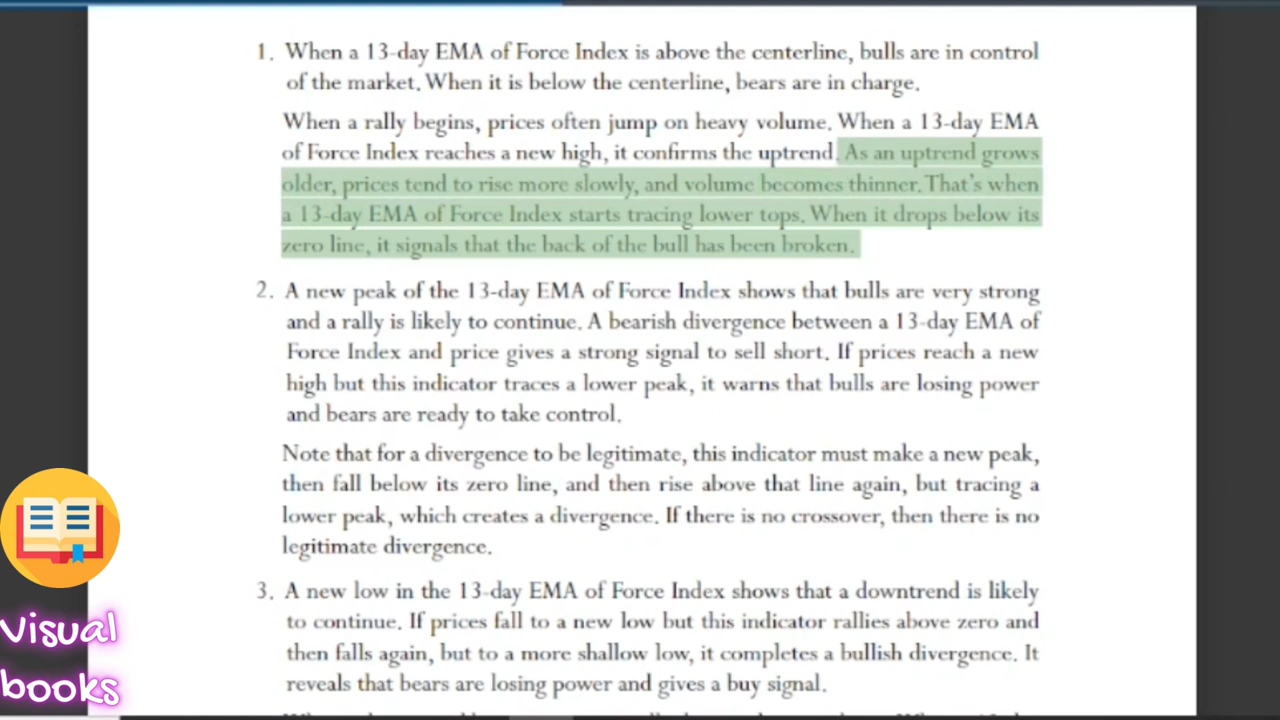 1. When a 13-day EMA of Force Index is above the centerline, bulls are in control
of the market. When it is below the centerline, bears are in charge.
When a rally begins, prices often jump on heavy volume. When a 13-day EMA
of Force Index reaches a new high, it confirms the uptrend. As an uptrend grows
older, prices tend to rise more slowly, and volume becomes thinner. That's when
a 13-day EMA of Force Index starts tracing lower tops. When it drops below its
zero line, it signals that the back of the bull has been broken.
2. A new peak of the 13-day EMA of Force Index shows that bulls are very strong
and a rally is likely to continue. A bearish divergence between a 13-day EMA of
Force Index and price gives a strong signal to sell short. If prices reach a new
high but this indicator traces a lower peak, it warns that bulls are losing power
and bears are ready to take control.
Note that for a divergence to be legitimate, this indicator must make a new peak,
then fall below its zero line, and then rise above that line again, but tracing a
lower peak, which creates a divergence. If there is no crossover, then there is no
legitimate divergence.
3. A new low in the 13-day EMA of Force Index shows that a downtrend is likely
to continue. If prices fall to a new low but this indicator rallies above zero and
then falls again, but to a more shallow low, it completes a bullish divergence. It
reveals that bears are losing power and gives a buy signal.
Visual
books